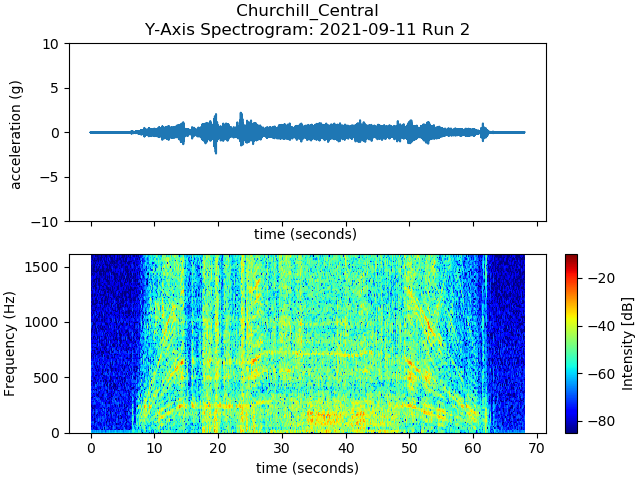 Churchill_Central
Y-Axis Spectrogram: 2021-09-11 Run 2
10
5
0
−5
−10
acceleration (g)
time (seconds)
1500
1000
500
0
Frequency (Hz)
0 10 20 30 40 50 60 70
time (seconds)
−20
−40
−60
−80
Intensity [dB]